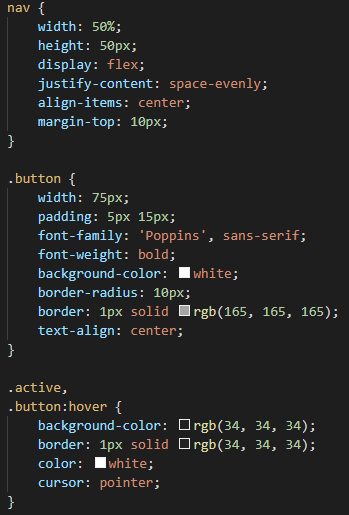 nav {
    width: 50%;
    height: 50px;
    display: flex;
    justify-content: space-evenly;
    align-items: center;
    margin-top: 10px;
}

.button {
    width: 75px;
    padding: 5px 15px;
    font-family: 'Poppins', sans-serif;
    font-weight: bold;
    background-color: white;
    border-radius: 10px;
    border: 1px solid rgb(165, 165, 165);
    text-align: center;
}

.active,
.button:hover {
    background-color: rgb(34, 34, 34);
    border: 1px solid rgb(34, 34, 34);
    color: white;
    cursor: pointer;
}